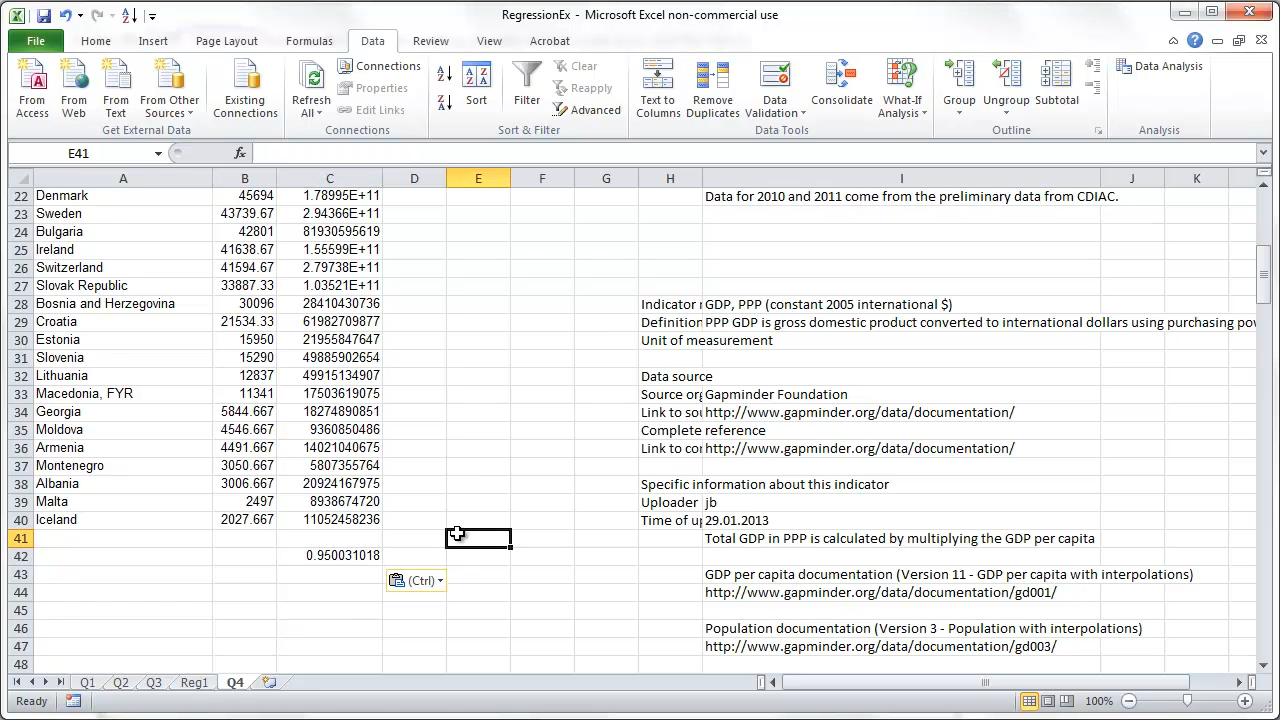 RegressionEx - Microsoft Excel non-commercial use
File Home Insert Page Layout Formulas Data Review View Acrobat
From Access
From Web
From Text
From Other Sources
Existing Connections
Get External Data
Refresh All
Connections
Properties
Edit Links
Connections
Sort
Filter
Clear
Reapply
Advanced
Sort & Filter
Text to Columns
Remove Duplicates
Data Validation
Consolidate
What-If Analysis
Data Tools
Group
Ungroup
Subtotal
Outline
Data Analysis
Analysis
E41 fx
A B C D E F G H I J K
22 Denmark 45694 1.78995E+11 Data for 2010 and 2011 come from the preliminary data from CDIAC.
23 Sweden 43739.67 2.94366E+11
24 Bulgaria 42801 81930595619
25 Ireland 41638.67 1.55599E+11
26 Switzerland 41594.67 2.79738E+11
27 Slovak Republic 33887.33 1.03521E+11
28 Bosnia and Herzegovina 30096 28410430736 Indicator GDP, PPP (constant 2005 international $)
29 Croatia 21534.33 61982709877 Definition PPP GDP is gross domestic product converted to international dollars using purchasing
30 Estonia 15950 21955847647 Unit of measurement
31 Slovenia 15290 49885902654
32 Lithuania 12837 49915134907 Data source
33 Macedonia, FYR 11341 17503619075 Source Gapminder Foundation
34 Georgia 5844.667 18274890851 Link to http://www.gapminder.org/data/documentation/
35 Moldova 4546.667 9360850486 Complete reference
36 Armenia 4491.667 14021040675 Link to http://www.gapminder.org/data/documentation/
37 Montenegro 3050.667 5807355764
38 Albania 3006.667 20924167975 Specific information about this indicator
39 Malta 2497 8938674720 Uploader jb
40 Iceland 2027.667 11052458236 Time of 29.01.2013
41 Total GDP in PPP is calculated by multiplying the GDP per capita
42 0.950031018
(Ctrl)
43 GDP per capita documentation (Version 11 - GDP per capita with interpolations)
44 http://www.gapminder.org/data/documentation/gd001/
45
46 Population documentation (Version 3 - Population with interpolations)
47 http://www.gapminder.org/data/documentation/gd003/
48
Q1 Q2 Q3 Reg1 Q4
Ready 100%